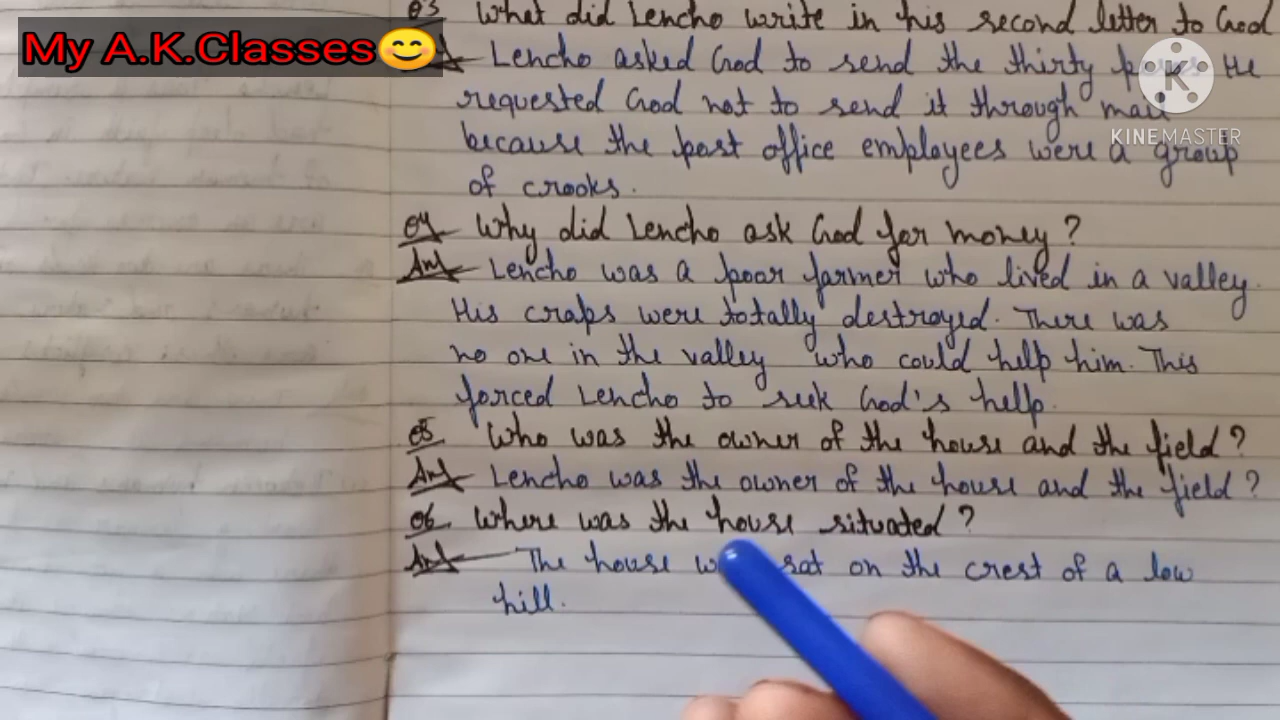 My A.K.Classes😊
Q3 What did Lencho write in his second letter to God
Lencho asked God to send the thirty He
requested God not to send it through mail
because the post office employees were a group
of crooks.
Q4 Why did Lencho ask God for money?
Ans Lencho was a poor farmer who lived in a valley.
His crops were totally destroyed. There was
no one in the valley who could help him. This
forced Lencho to seek God's help.
Q5 Who was the owner of the house and the field?
Ans Lencho was the owner of the house and the field?
Q6 Where was the house situated?
Ans The house sat on the crest of a low
hill.
K
KINEMASTER